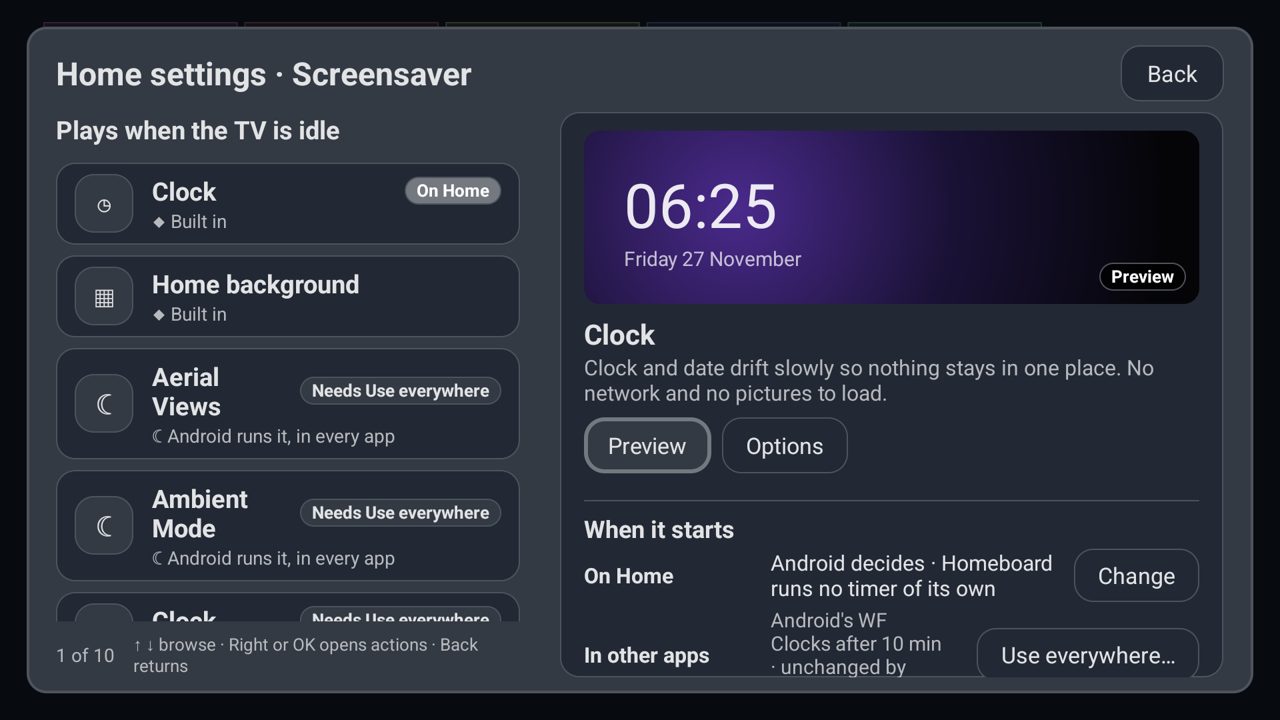 Home settings · Screensaver
Back
Plays when the TV is idle
Clock
On Home
◆ Built in
Home background
◆ Built in
Aerial
Views
Needs Use everywhere
☾ Android runs it, in every app
Ambient
Mode
Needs Use everywhere
☾ Android runs it, in every app
Clock
Needs Use everywhere
1 of 10
↑ ↓ browse · Right or OK opens actions · Back
returns
06:25
Friday 27 November
Preview
Clock
Clock and date drift slowly so nothing stays in one place. No
network and no pictures to load.
Preview
Options
When it starts
On Home
Android decides · Homeboard
runs no timer of its own
Change
In other apps
Android's WF
Clocks after 10 min
· unchanged by
Use everywhere…